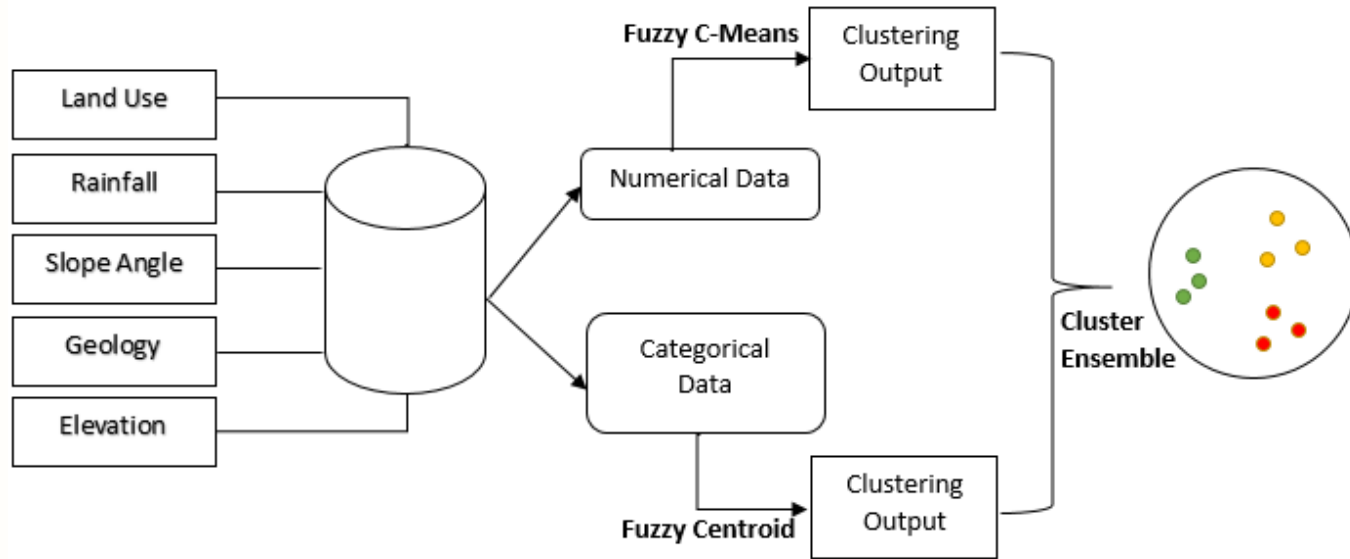 Land Use
Rainfall
Slope Angle
Geology
Elevation
Numerical Data
Categorical
Data
Fuzzy C-Means
Clustering
Output
Fuzzy Centroid
Clustering
Output
Cluster
Ensemble